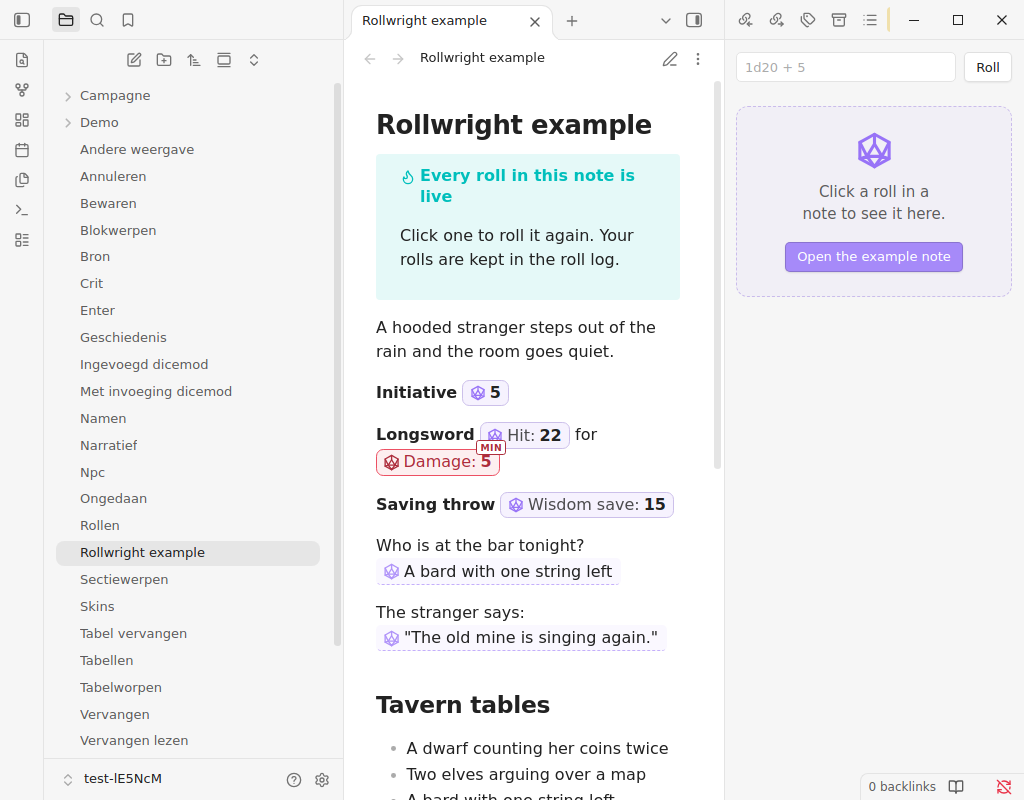 Rollwright example
Rollwright example
1d20 + 5
Roll
Campagne
Demo
Andere weergave
Annuleren
Bewaren
Blokwerpen
Bron
Crit
Enter
Geschiedenis
Ingevoegd dicemod
Met invoeging dicemod
Namen
Narratief
Npc
Ongedaan
Rollen
Rollwright example
Sectiewerpen
Skins
Tabel vervangen
Tabellen
Tabelworpen
Vervangen
Vervangen lezen
test-lE5NcM
Rollwright example
Every roll in this note is
live
Click one to roll it again. Your
rolls are kept in the roll log.
A hooded stranger steps out of the
rain and the room goes quiet.
Initiative 5
Longsword Hit: 22 for
MIN
Damage: 5
Saving throw Wisdom save: 15
Who is at the bar tonight?
A bard with one string left
The stranger says:
"The old mine is singing again."
Tavern tables
A dwarf counting her coins twice
Two elves arguing over a map
A bard with one string left
Click a roll in a
note to see it here.
Open the example note
0 backlinks